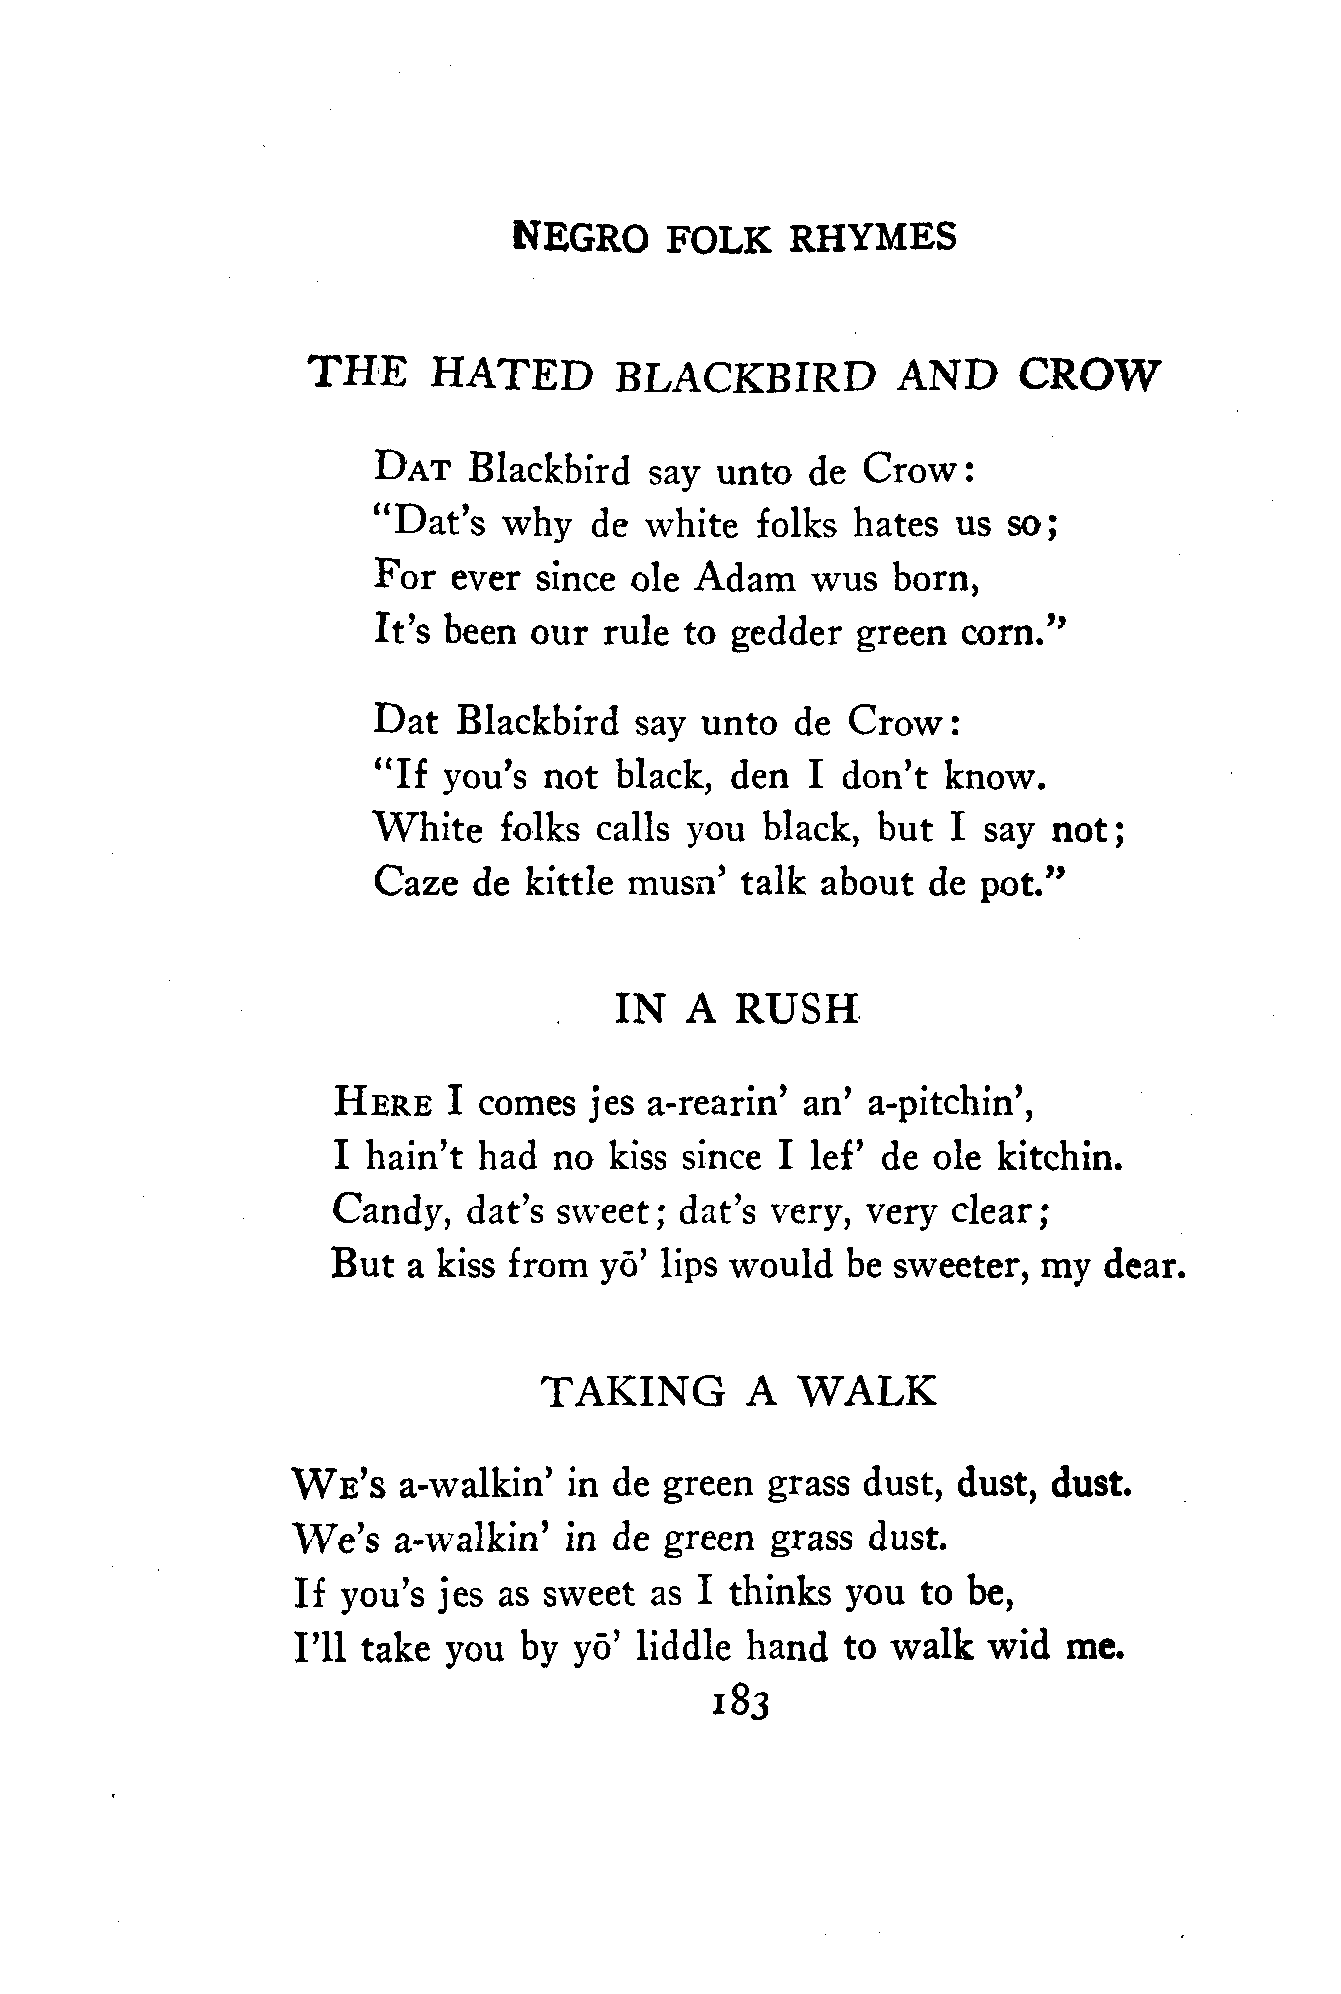 NEGRO FOLK RHYMES
THE HATED BLACKBIRD AND CROW
DAT Blackbird say unto de Crow:
"Dat's why de white folks hates us so;
For ever since ole Adam wus born,
It's been our rule to gedder green corn."
Dat Blackbird say unto de Crow:
"If you's not black, den I don't know.
White folks calls you black, but I say not;
Caze de kittle musn' talk about de pot."
IN A RUSH
HERE I comes jes a-rearin' an' a-pitchin',
I hain't had no kiss since I lef' de ole kitchin.
Candy, dat's sweet; dat's very, very clear;
But a kiss from yō' lips would be sweeter, my dear.
TAKING A WALK
WE's a-walkin' in de green grass dust, dust, dust.
We's a-walkin' in de green grass dust.
If you's jes as sweet as I thinks you to be,
I'll take you by yō' liddle hand to walk wid me.
183